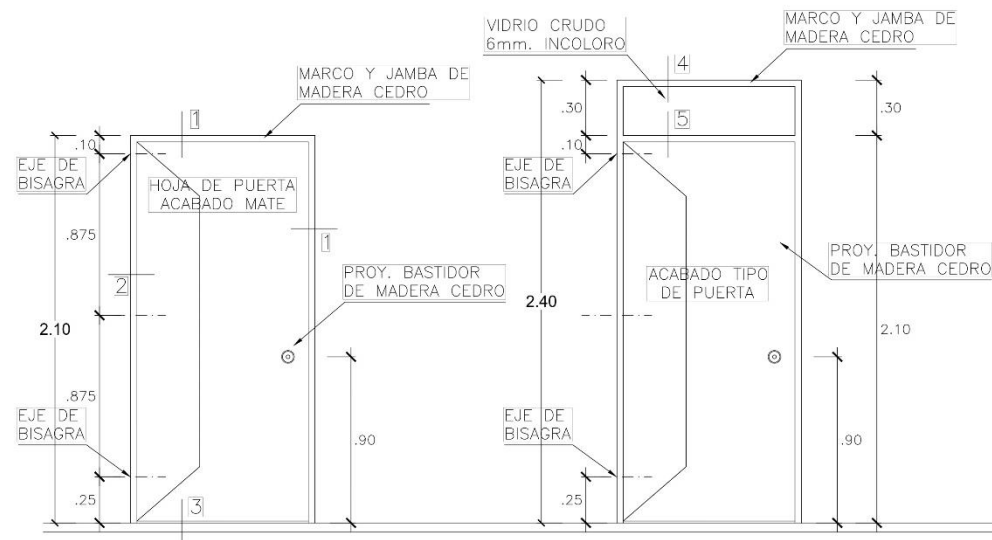 MARCO Y JAMBA DE
MADERA CEDRO
1
.10
EJE DE
BISAGRA
HOJA DE PUERTA
ACABADO MATE
.875
1
2
PROY. BASTIDOR
DE MADERA CEDRO
2.10
.875
EJE DE
BISAGRA
.90
.25
3
VIDRIO CRUDO
6mm. INCOLORO
MARCO Y JAMBA DE
MADERA CEDRO
4
.30
.30
5
.10
EJE DE
BISAGRA
PROY. BASTIDOR
DE MADERA CEDRO
ACABADO TIPO
DE PUERTA
2.40
2.10
EJE DE
BISAGRA
.90
.25